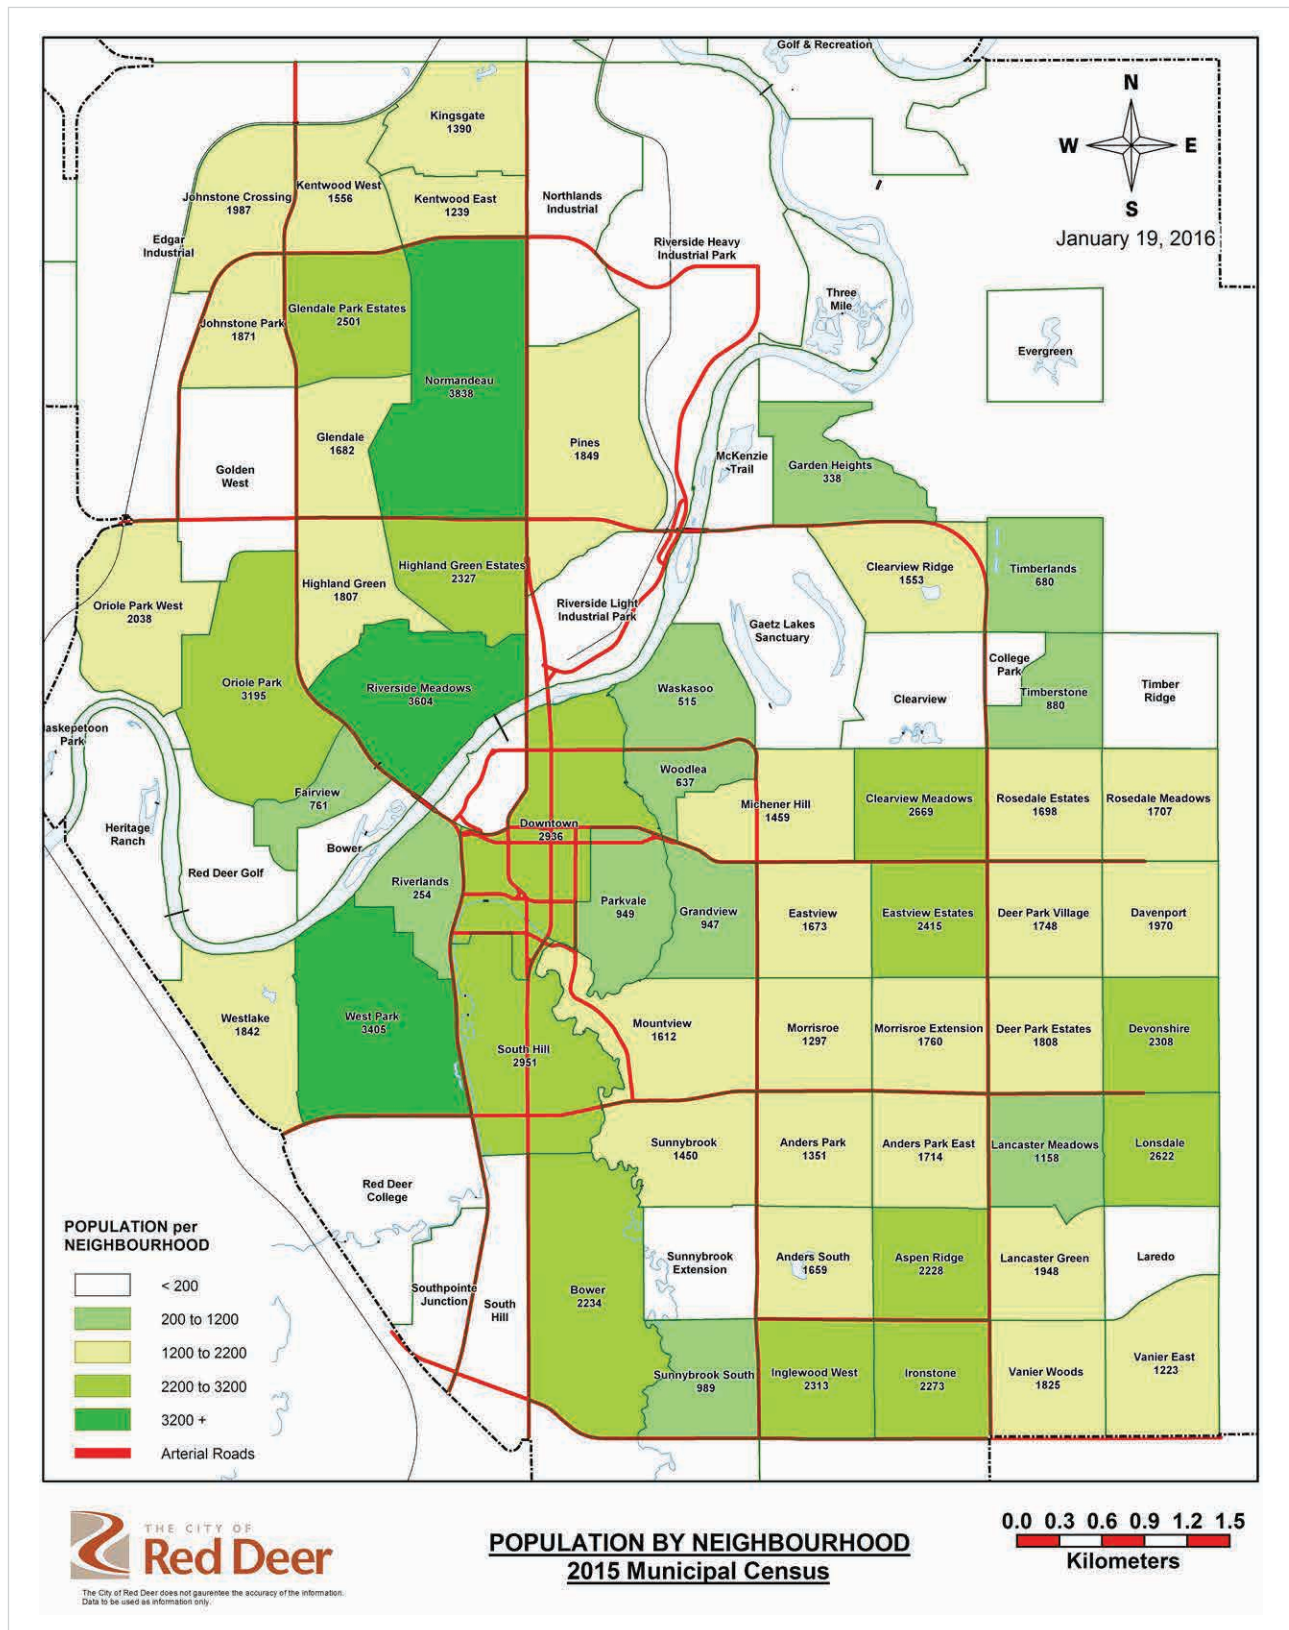 Golf & Recreation
N
W E
S
January 19, 2016
Kingsgate
1390
Johnstone Crossing
1987
Kentwood West
1556
Kentwood East
1239
Northlands
Industrial
Edgar
Industrial
Riverside Heavy
Industrial Park
Three
Mile
Johnstone Park
1871
Glendale Park Estates
2501
Evergreen
Normandeau
3838
Glendale
1682
Pines
1849
Golden
West
McKenzie
Trail
Garden Heights
338
Highland Green Estates
2327
Highland Green
1807
Clearview Ridge
1553
Timberlands
680
Oriole Park West
2038
Riverside Light
Industrial Park
Gaetz Lakes
Sanctuary
Oriole Park
3195
Riverside Meadows
3604
Waskasoo
515
Clearview
College
Park
Timberstone
880
Timber
Ridge
askepetoon
Park
Woodlea
637
Michener Hill
1459
Clearview Meadows
2669
Rosedale Estates
1698
Rosedale Meadows
1707
Fairview
761
Heritage
Ranch
Downtown
2936
Bower
Red Deer Golf
Riverlands
254
Parkvale
949
Grandview
947
Eastview
1673
Eastview Estates
2415
Deer Park Village
1748
Davenport
1970
Westlake
1842
West Park
3405
South Hill
2951
Mountview
1612
Morrisroe
1297
Morrisroe Extension
1760
Deer Park Estates
1808
Devonshire
2308
Sunnybrook
1450
Anders Park
1351
Anders Park East
1714
Lancaster Meadows
1158
Lonsdale
2622
Red Deer
College
Sunnybrook
Extension
Anders South
1659
Aspen Ridge
2228
Lancaster Green
1948
Laredo
Southpointe
Junction
South
Hill
Bower
2234
Sunnybrook South
989
Inglewood West
2313
Ironstone
2273
Vanier Woods
1825
Vanier East
1223
POPULATION per
NEIGHBOURHOOD
< 200
200 to 1200
1200 to 2200
2200 to 3200
3200 +
Arterial Roads
THE CITY OF
Red Deer
The City of Red Deer does not gaurentee the accuracy of the information.
Data to be used as information only.
POPULATION BY NEIGHBOURHOOD
2015 Municipal Census
0.0 0.3 0.6 0.9 1.2 1.5
Kilometers